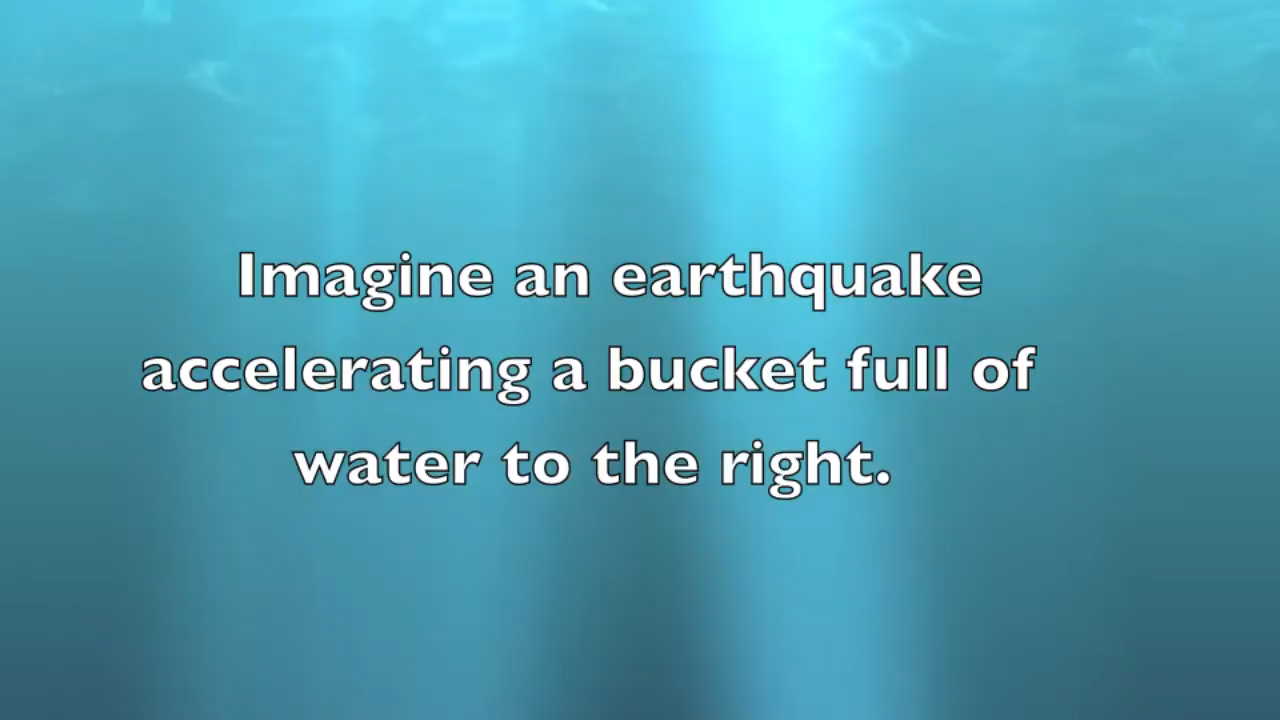 Imagine an earthquake
accelerating a bucket full of
water to the right.